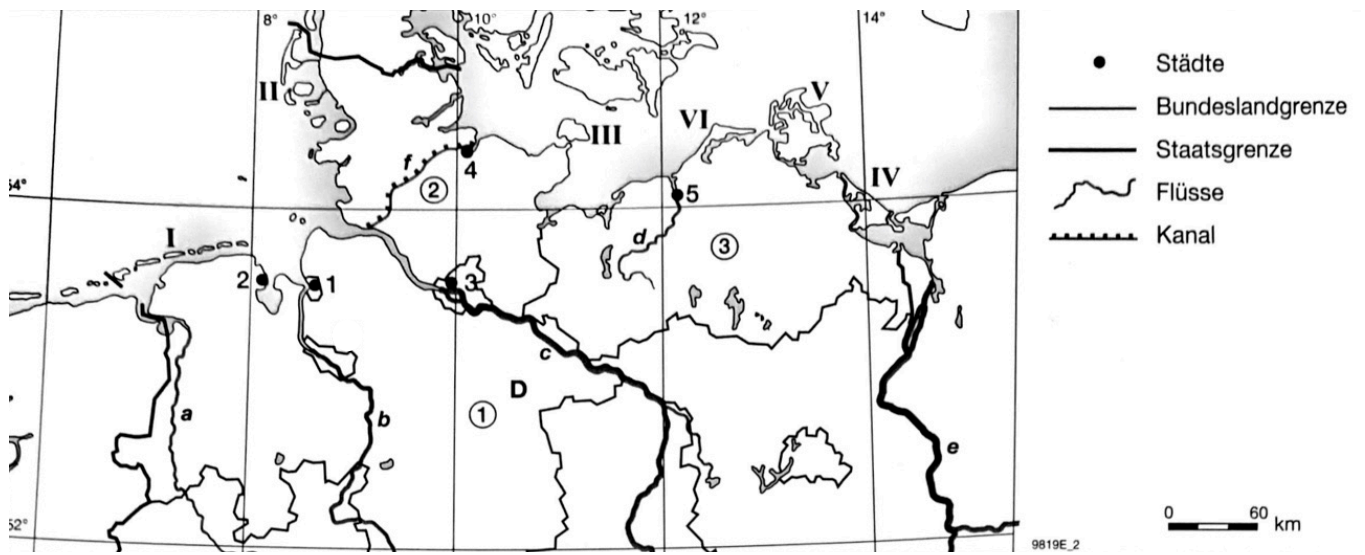 8°
10°
12°
14°
II
III
VI
V
IV
I
54°
52°
f
4
②
5
d
③
2
1
3
c
D
①
a
b
e
Städte
Bundeslandgrenze
Staatsgrenze
Flüsse
Kanal
0 60 km
9819E_2